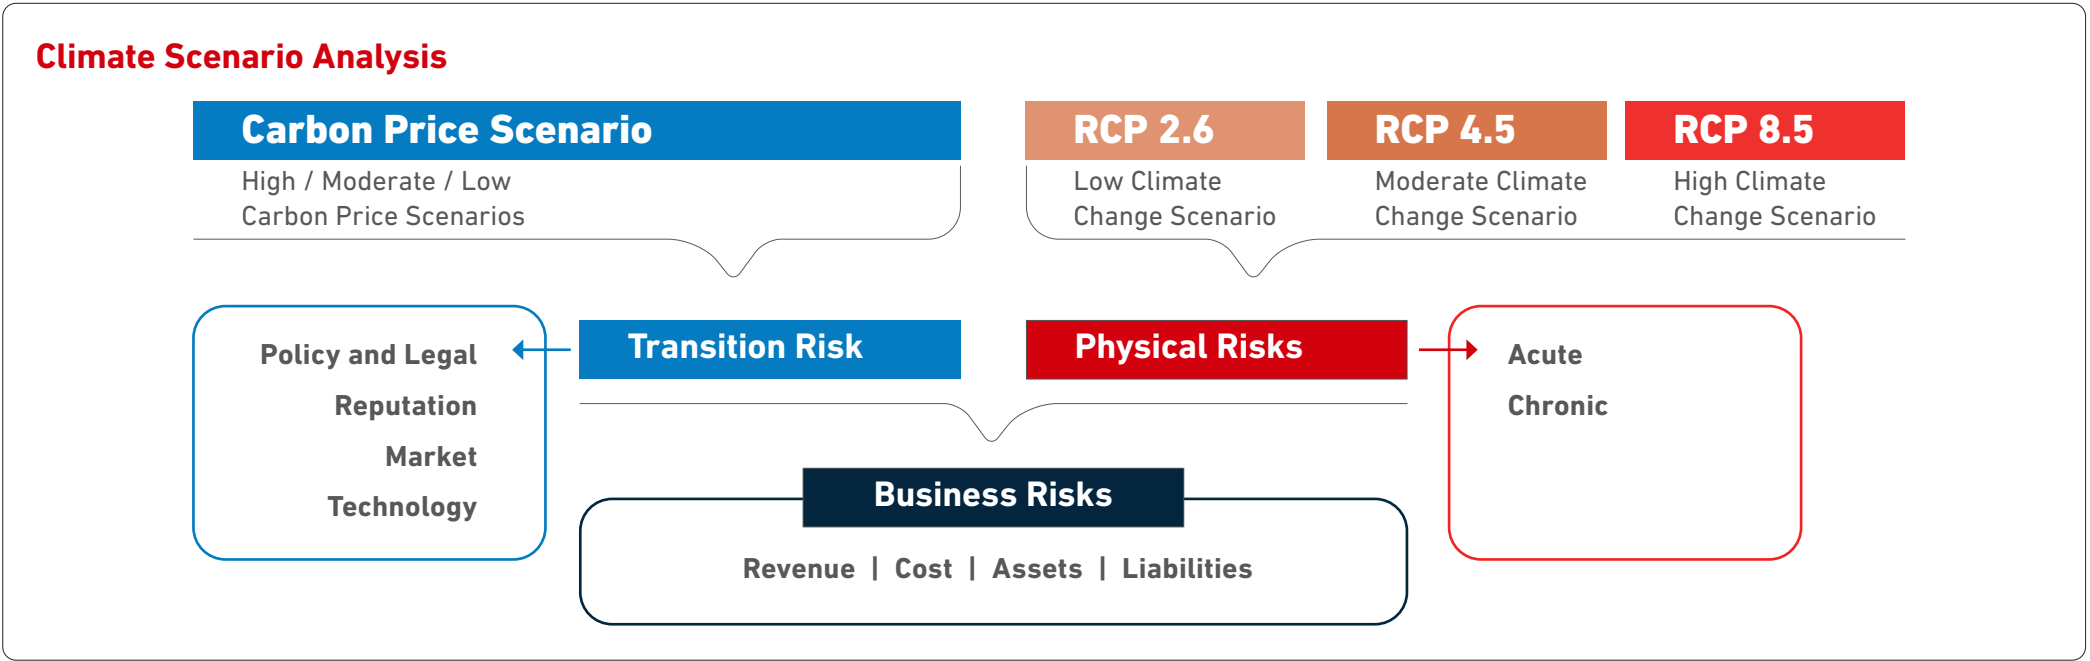 Climate Scenario Analysis
Carbon Price Scenario
High / Moderate / Low
Carbon Price Scenarios
RCP 2.6
Low Climate
Change Scenario
RCP 4.5
Moderate Climate
Change Scenario
RCP 8.5
High Climate
Change Scenario
Transition Risk
Policy and Legal
Reputation
Market
Technology
Physical Risks
Acute
Chronic
Business Risks
Revenue | Cost | Assets | Liabilities